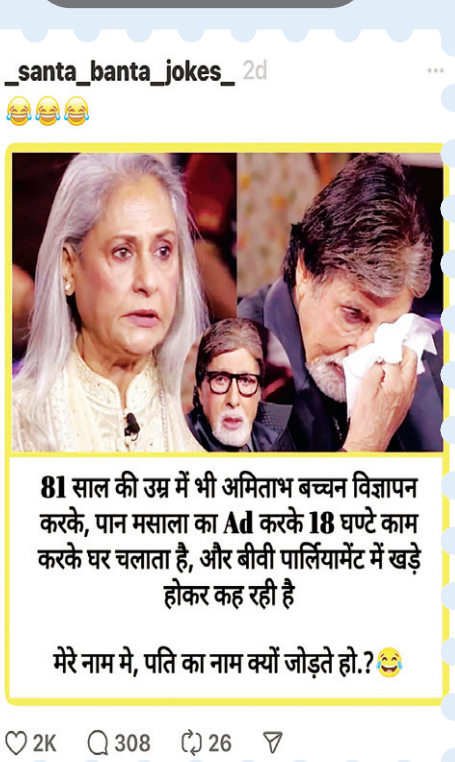 _santa_banta_jokes_ 2d
😂😂😂
81 साल की उम्र में भी अमिताभ बच्चन विज्ञापन
करके, पान मसाला का Ad करके 18 घण्टे काम
करके घर चलाता है, और बीवी पार्लियामेंट में खड़े
होकर कह रही है
मेरे नाम मे, पति का नाम क्यों जोड़ते हो.?😂
2K 308 26